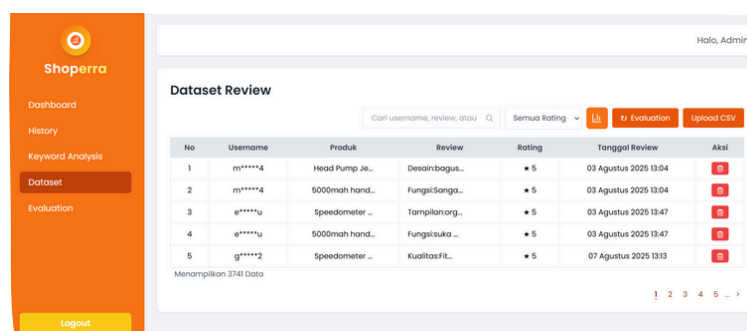 Halo, Admin
Shoperra
Dashboard
History
Keyword Analysis
Dataset
Evaluation
Logout
Dataset Review
Cari username, review, atau
Semua Rating
↻ Evaluation
Upload CSV
No Username Produk Review Rating Tanggal Review Aksi
1 m*****4 Head Pump Je... Desain:bagus... ★ 5 03 Agustus 2025 13:04
2 m*****4 5000mah hand... Fungsi:Sanga... ★ 5 03 Agustus 2025 13:04
3 e*****u Speedometer ... Tampilan:org... ★ 5 03 Agustus 2025 13:47
4 e*****u 5000mah hand... Fungsi:suka ... ★ 5 03 Agustus 2025 13:47
5 g*****2 Speedometer ... Kualitas:Fit... ★ 5 07 Agustus 2025 13:13
Menampilkan 3741 Data
1 2 3 4 5 ... >